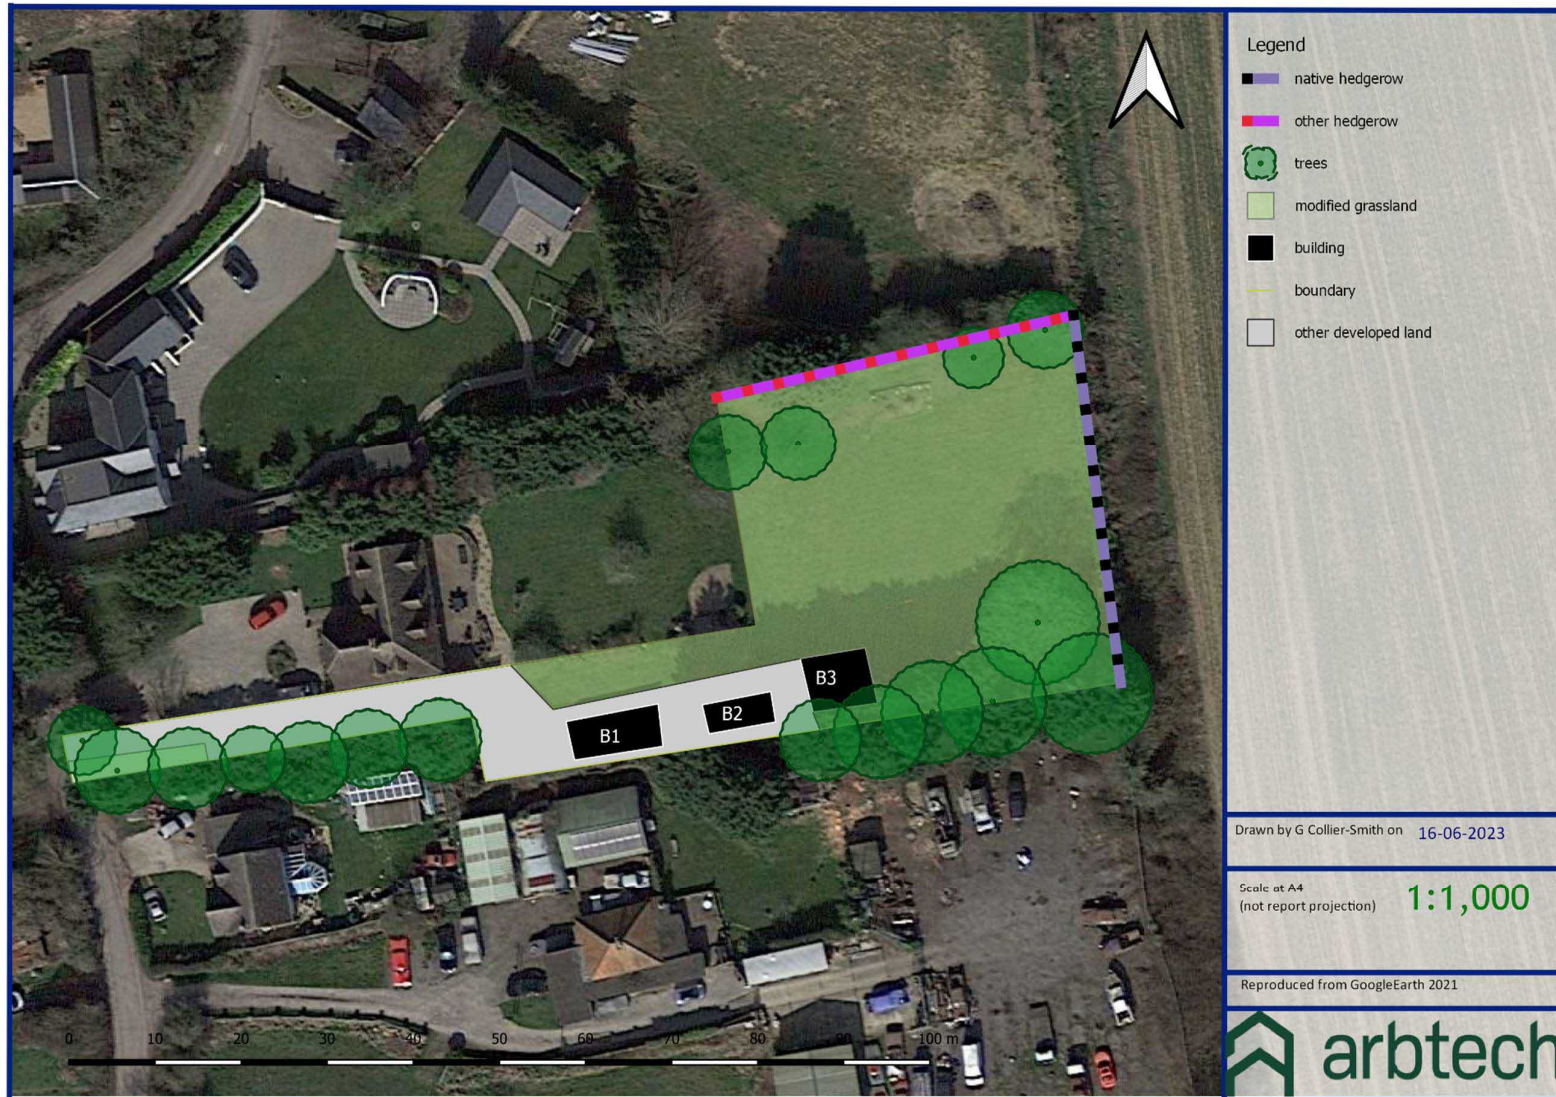 Legend
native hedgerow
other hedgerow
trees
modified grassland
building
boundary
other developed land
B3
B2
B1
0 10 20 30 40 50 60 70 80 90 100 m
Drawn by G Collier-Smith on 16-06-2023
Scale at A4
(not report projection) 1:1,000
Reproduced from GoogleEarth 2021
arbtech